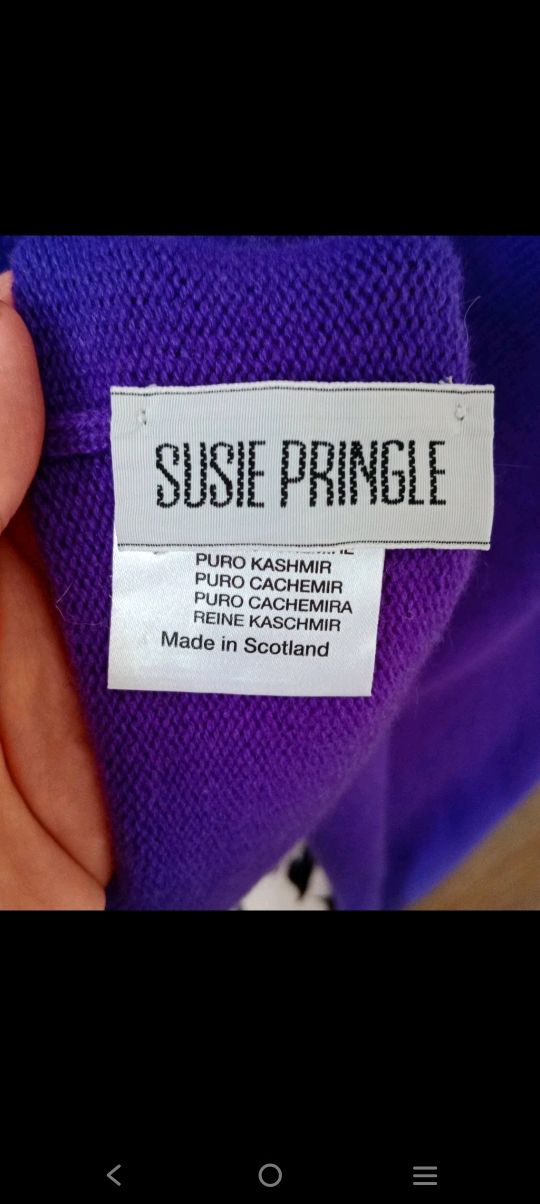 SUSIE PRINGLE
PURO KASHMIR
PURO CACHEMIR
PURO CACHEMIRA
REINE KASCHMIR
Made in Scotland